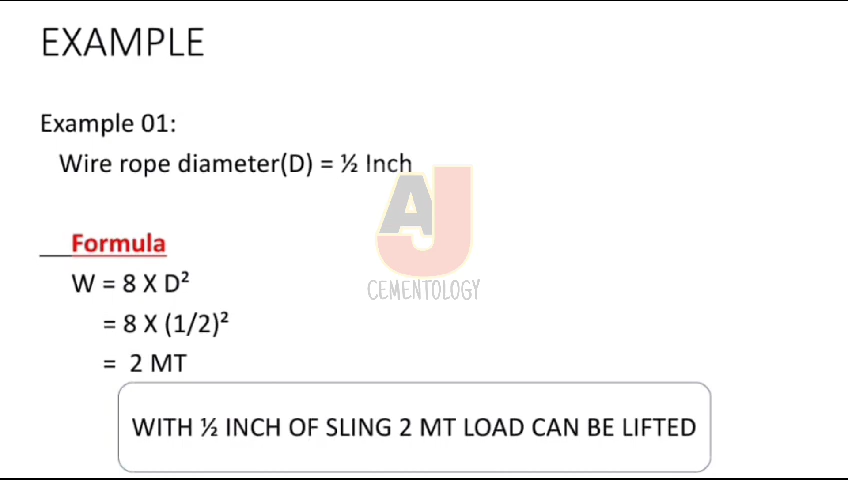 EXAMPLE
Example 01:
Wire rope diameter(D) = ½ Inch
Formula
W = 8 X D²
= 8 X (1/2)²
= 2 MT
WITH ½ INCH OF SLING 2 MT LOAD CAN BE LIFTED
AJ
CEMENTOLOGY